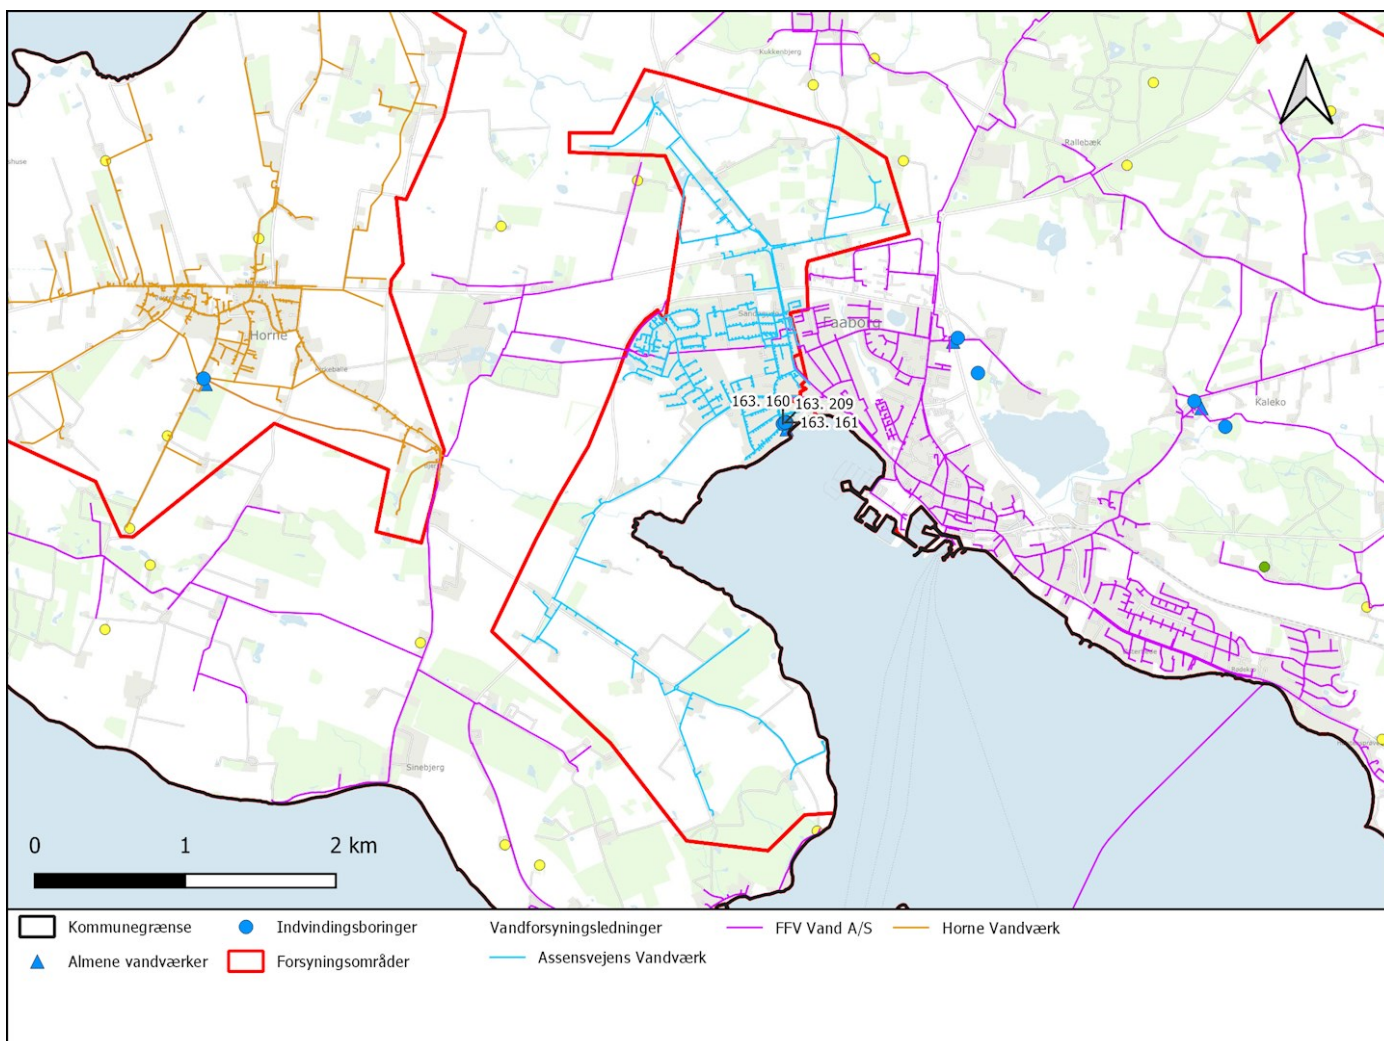 Kukkenbjerg
Rallebæk
Horne
Sinebjerg
Faaborg
Kaleko
163. 160
163. 209
163. 161
0 1 2 km
Kommunegrænse
Indvindingsboringer
Vandforsyningsledninger
FFV Vand A/S
Horne Vandværk
Almene vandværker
Forsyningsområder
Assensvejens Vandværk